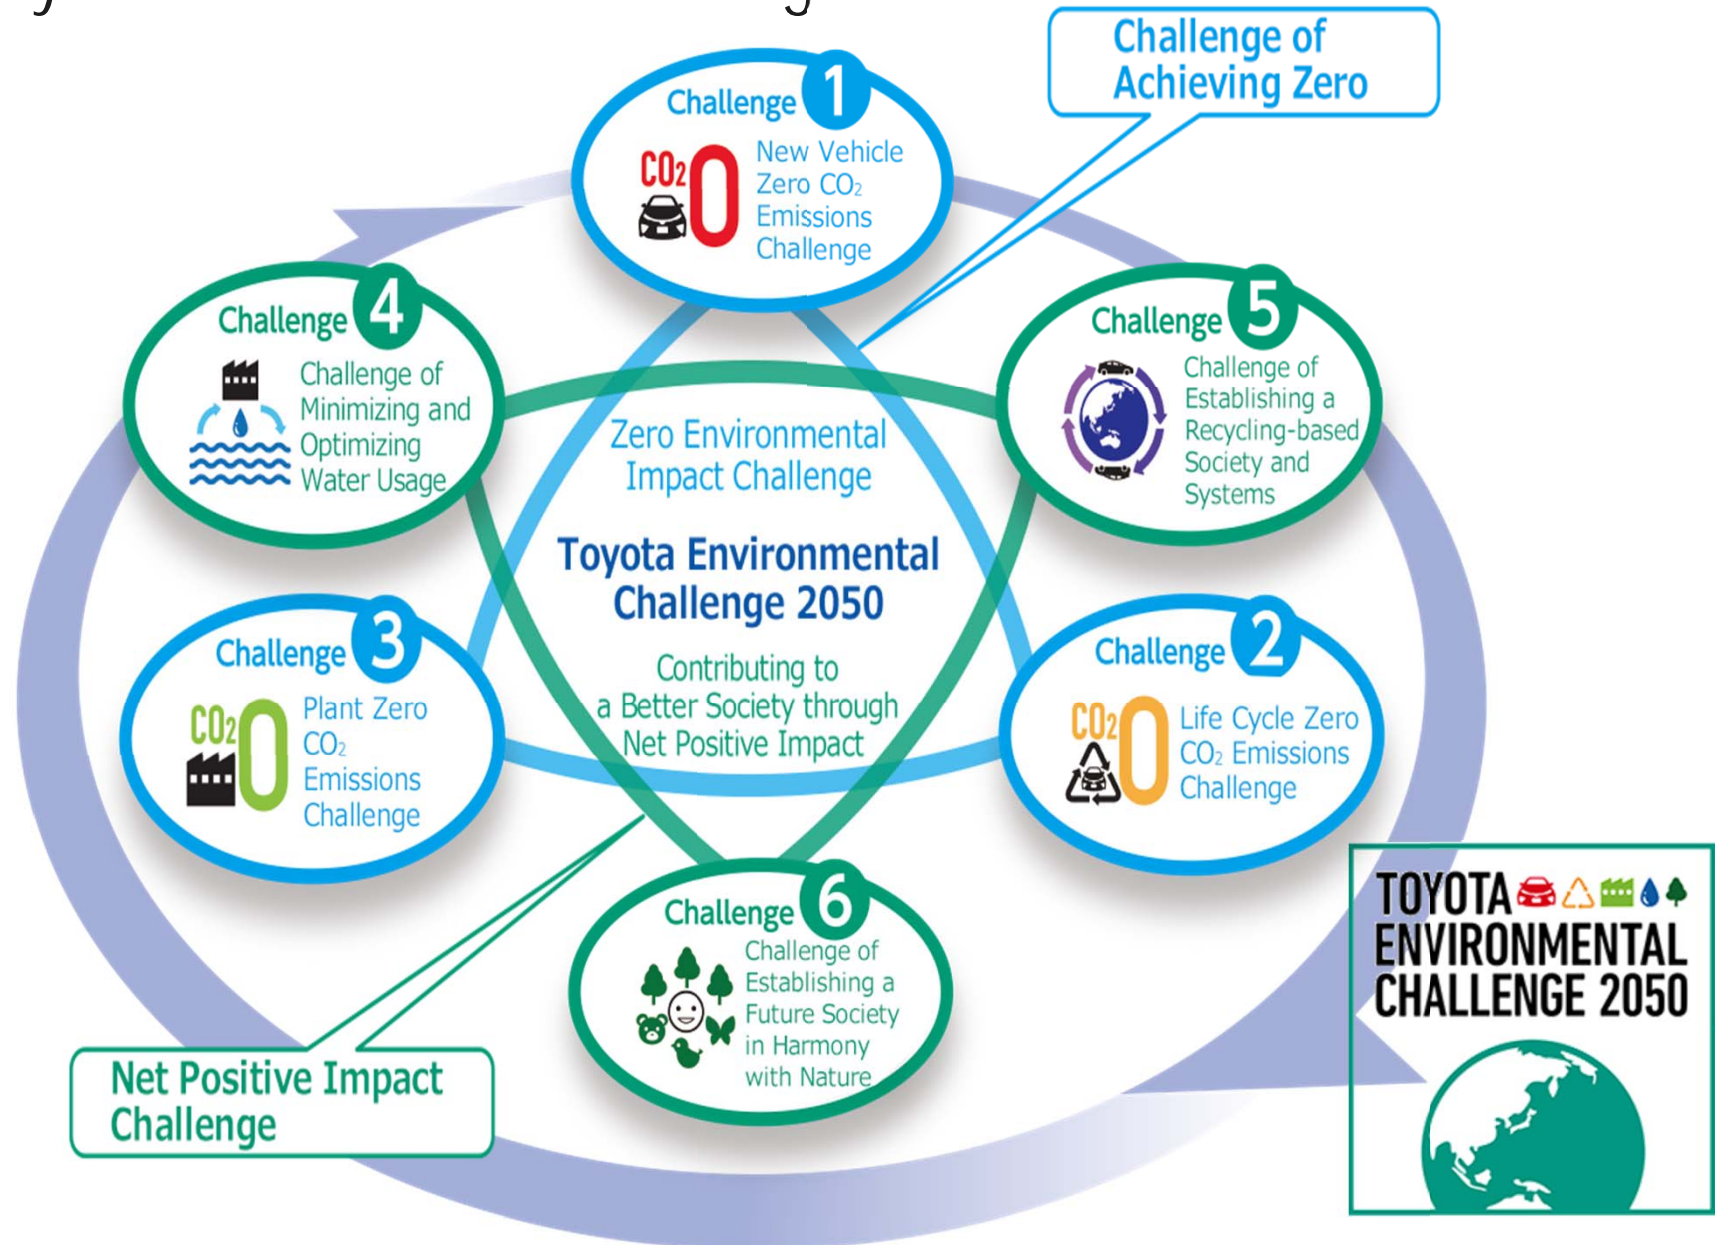 Challenge of
Achieving Zero
Challenge 1
CO₂ 0
New Vehicle
Zero CO₂
Emissions
Challenge
Challenge 4
Challenge of
Minimizing and
Optimizing
Water Usage
Challenge 5
Challenge of
Establishing a
Recycling-based
Society and
Systems
Zero Environmental
Impact Challenge
Toyota Environmental
Challenge 2050
Contributing to
a Better Society through
Net Positive Impact
Challenge 3
CO₂ 0
Plant Zero
CO₂
Emissions
Challenge
Challenge 2
CO₂ 0
Life Cycle Zero
CO₂ Emissions
Challenge
Challenge 6
Challenge of
Establishing a
Future Society
in Harmony
with Nature
Net Positive Impact
Challenge
TOYOTA
ENVIRONMENTAL
CHALLENGE 2050